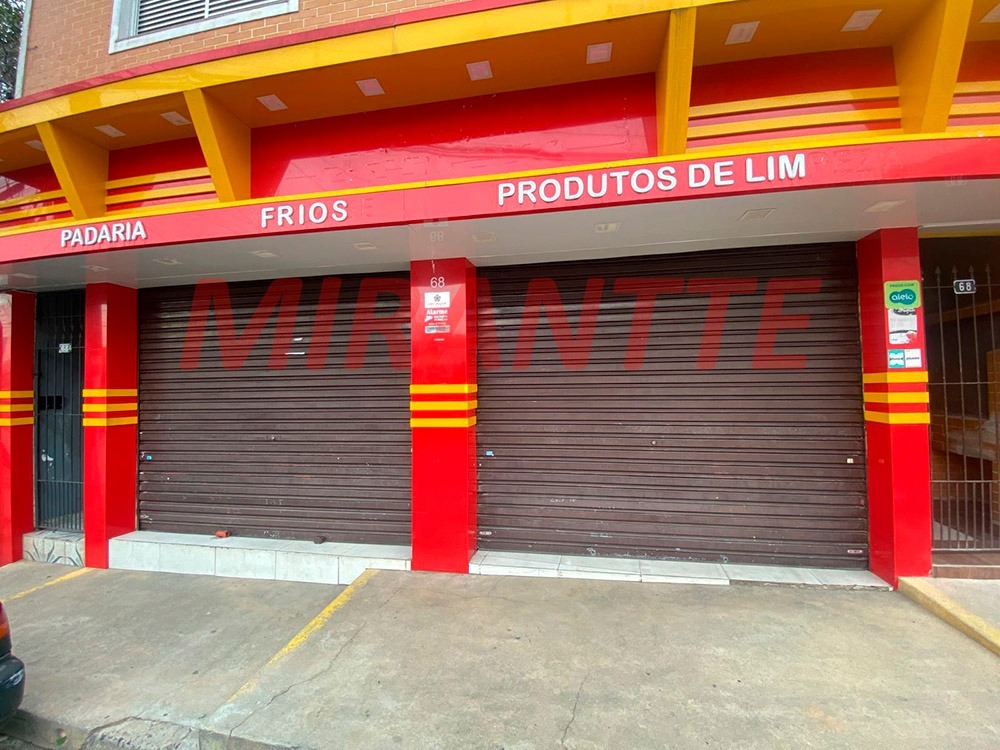 PADARIA
FRIOS
PRODUTOS DE LIM
MIRANTTE
68
Alarme
alelo
68